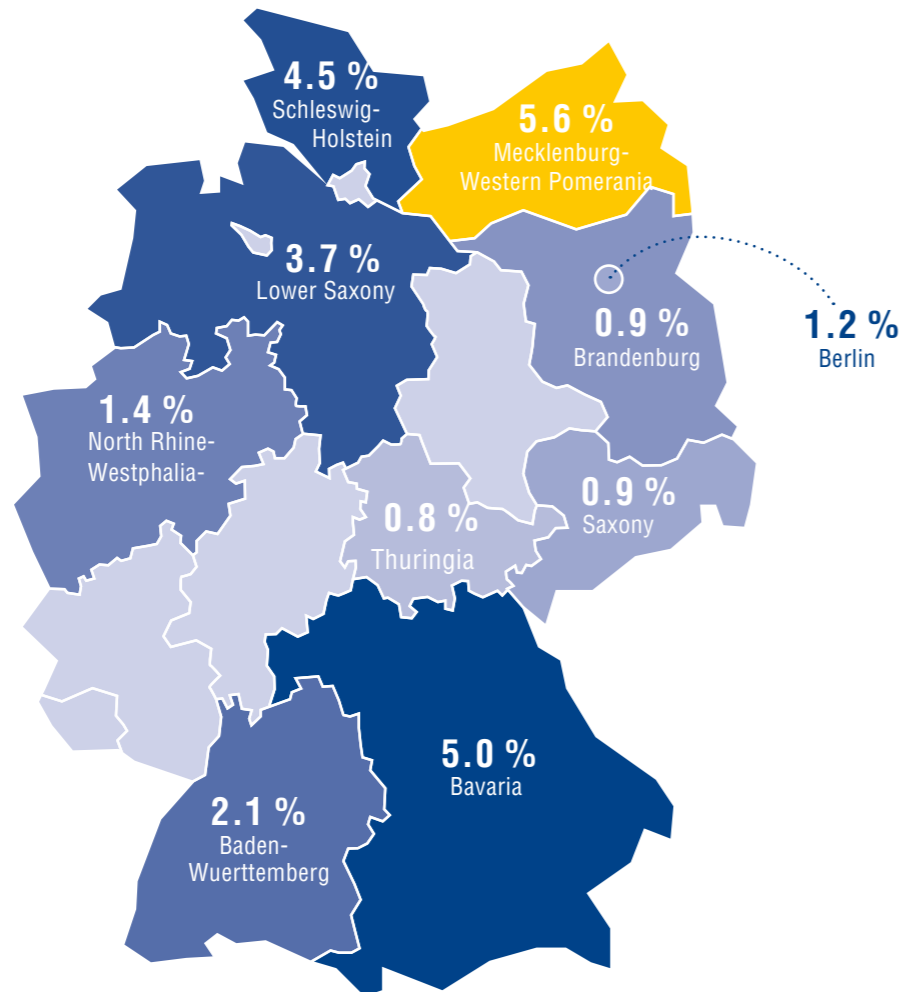 4.5 %
Schleswig-
Holstein
5.6 %
Mecklenburg-
Western Pomerania
3.7 %
Lower Saxony
0.9 %
Brandenburg
1.2 %
Berlin
1.4 %
North Rhine-
Westphalia-
0.8 %
Thuringia
0.9 %
Saxony
5.0 %
Bavaria
2.1 %
Baden-
Wuerttemberg